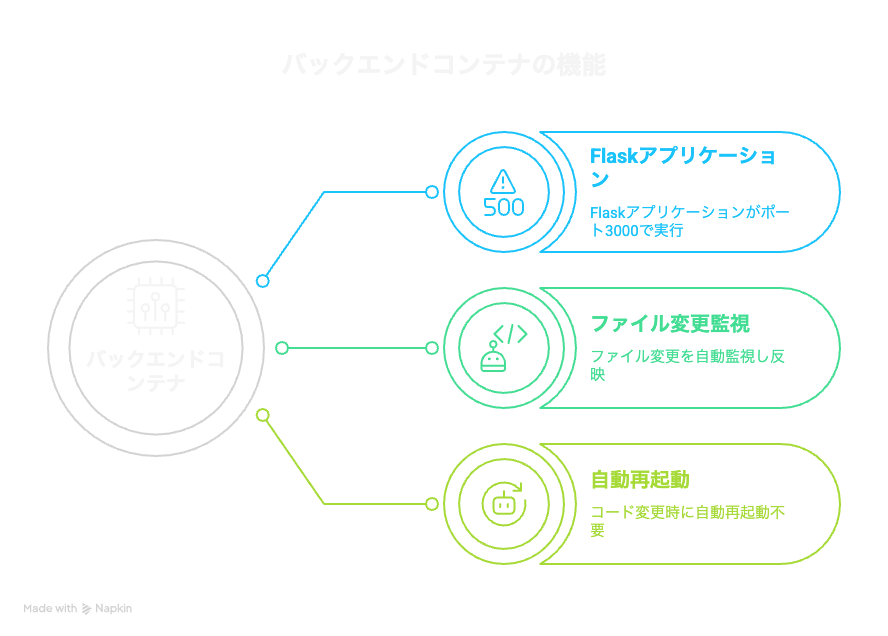 バックエンドコンテナの機能
Flaskアプリケーショ
ン
500
Flaskアプリケーションがポー
ト3000で実行
バックエンドコ
ンテナ
ファイル変更監視
ファイル変更を自動監視し反
映
自動再起動
コード変更時に自動再起動不
要
Made with Napkin